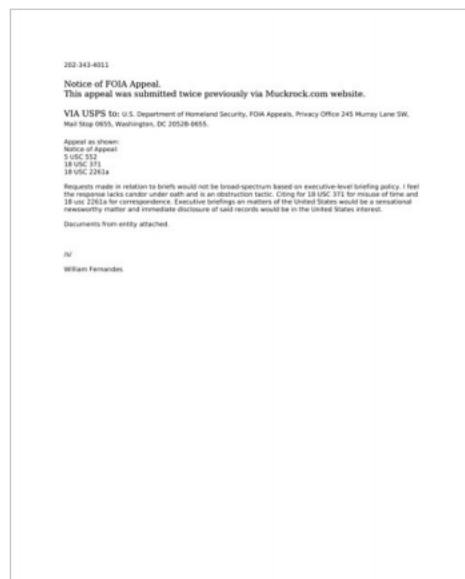 202-343-4011
Notice of FOIA Appeal.
This appeal was submitted twice previously via Muckrock.com website.
VIA USPS to: U.S. Department of Homeland Security, FOIA Appeals, Privacy Office 245 Murray Lane SW,
Mail Stop 0655, Washington, DC 20528-0655.
Appeal as shown:
Notice of Appeal
5 USC 552
18 USC 371
18 USC 2261a
Requests made in relation to briefs would not be broad-spectrum based on executive-level briefing policy. I feel
the response lacks candor under oath and is an obstruction tactic. Citing for 18 USC 371 for misuse of time and
18 usc 2261a for correspondence. Executive briefings on matters of the United States would be a sensational
newsworthy matter and immediate disclosure of said records would be in the United States interest.
Documents from entity attached.
/s/
William Fernandes